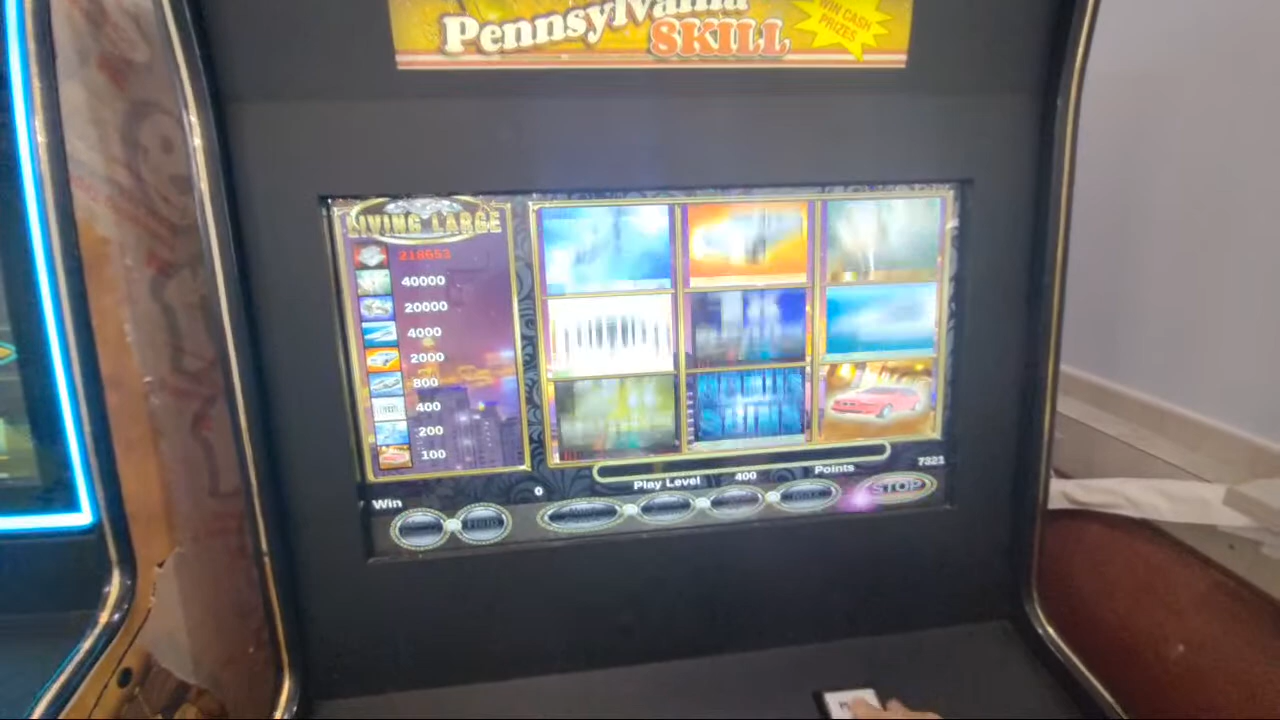 Pennsylvania
SKILL
WIN CASH
PRIZES
LIVING LARGE
218653
40000
20000
4000
2000
800
400
200
100
Win
0
Play Level
400
Points
7321
STOP